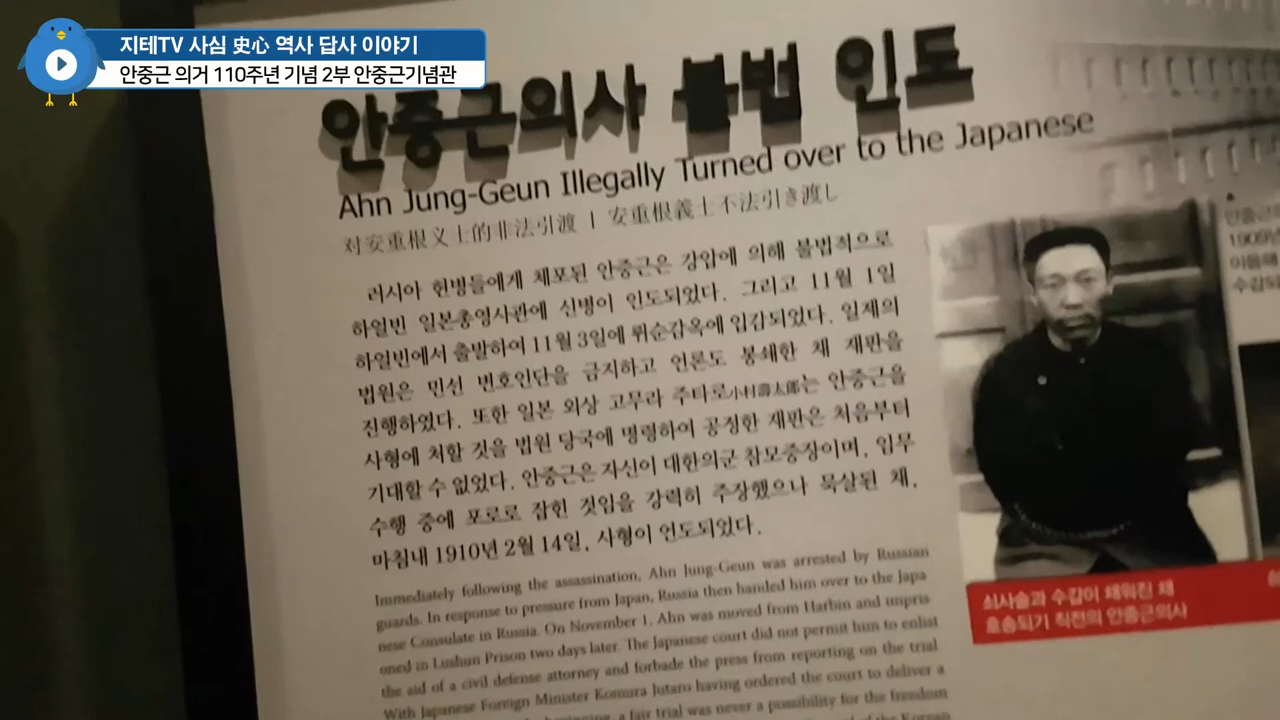 지테TV 사심 史心 역사 답사 이야기
안중근 의거 110주년 기념 2부 안중근기념관
안중근의사 불법 인도
Ahn Jung-Geun Illegally Turned over to the Japanese
对安重根义士的非法引渡 | 安重根義士不法引き渡し
러시아 헌병들에게 체포된 안중근은 강압에 의해 불법적으로
하얼빈 일본총영사관에 신병이 인도되었다. 그리고 11월 1일
하얼빈에서 출발하여 11월 3일에 뤼순감옥에 입감되었다. 일제의
법원은 민선 변호인단을 금지하고 언론도 봉쇄한 채 재판을
진행하였다. 또한 일본 외상 고무라 주타로小村壽太郞는 안중근을
사형에 처할 것을 법원 당국에 명령하여 공정한 재판은 처음부터
기대할 수 없었다. 안중근은 자신이 대한의군 참모중장이며, 임무
수행 중에 포로로 잡힌 것임을 강력히 주장했으나 묵살된 채,
마침내 1910년 2월 14일, 사형이 언도되었다.
Immediately following the assassination, Ahn Jung-Geun was arrested by Russian
guards. In response to pressure from Japan, Russia then handed him over to the Japa
nese Consulate in Russia. On November 1, Ahn was moved from Harbin and impris
oned in Lushun Prison two days later. The Japanese court did not permit him to enlist
the aid of a civil defense attorney and forbade the press from reporting on the trial
With Japanese Foreign Minister Komura Jutaro having ordered the court to deliver a
beginning, a fair trial was never a possibility for the freedom
of the Korean
안중근
1909년
이듬해
수감되
쇠사슬과 수갑이 채워진 채
호송되기 직전의 안중근의사